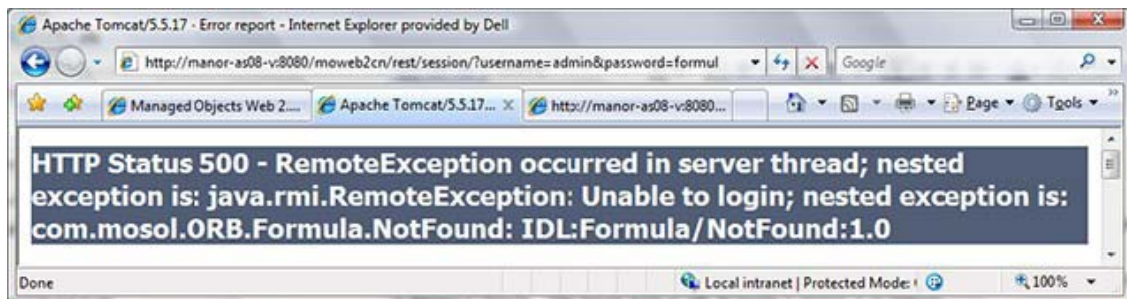 Apache Tomcat/5.5.17 - Error report - Internet Explorer provided by Dell
http://manor-as08-v:8080/moweb2cn/rest/session/?username=admin&password=formul
Google
Managed Objects Web 2....
Apache Tomcat/5.5.17...
http://manor-as08-v:8080...
Page
Tools
HTTP Status 500 - RemoteException occurred in server thread; nested
exception is: java.rmi.RemoteException: Unable to login; nested exception is:
com.mosol.ORB.Formula.NotFound: IDL:Formula/NotFound:1.0
Done
Local intranet | Protected Mode:
100%